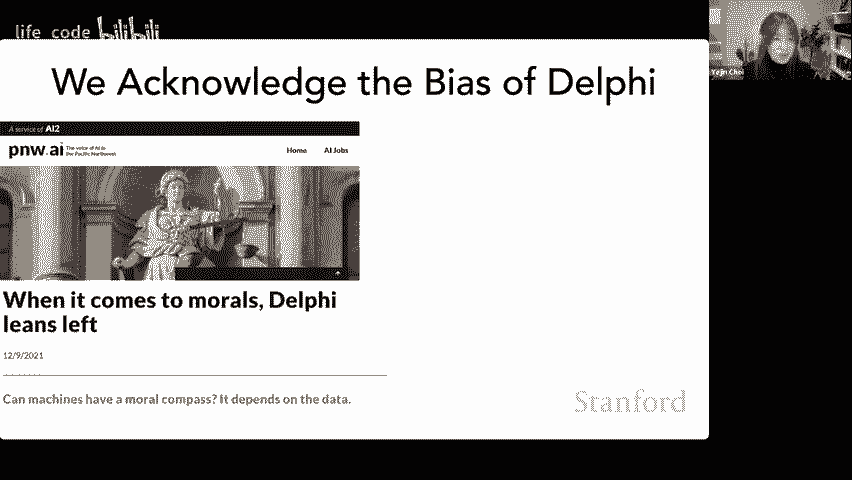 life_code bilibili
Yejin Choi
We Acknowledge the Bias of Delphi
A service of AI2
pnw.ai The voice of AI in
the Pacific Northwest
Home AI Jobs
When it comes to morals, Delphi
leans left
12/9/2021
Can machines have a moral compass? It depends on the data.
Stanford